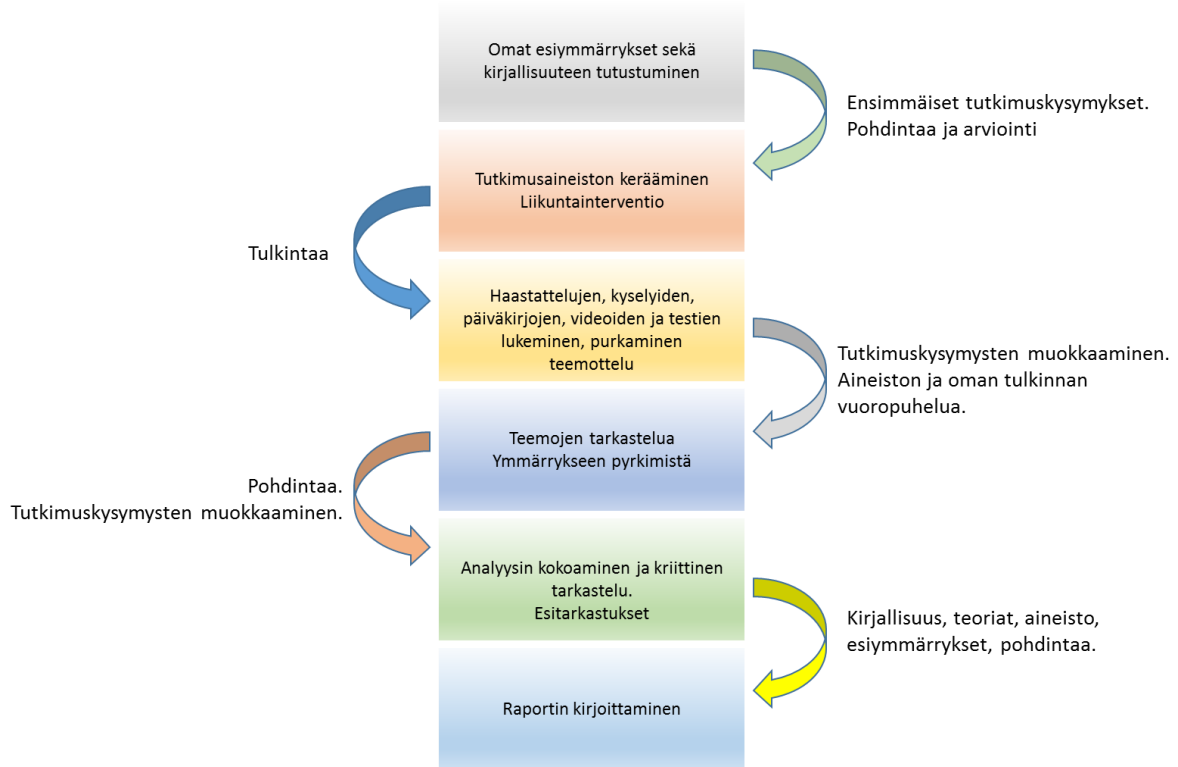 Omat esiymmärrykset sekä
kirjallisuuteen tutustuminen
Ensimmäiset tutkimuskysymykset.
Pohdintaa ja arviointi
Tutkimusaineiston kerääminen
Liikuntainterventio
Tulkintaa
Haastattelujen, kyselyiden,
päiväkirjojen, videoiden ja testien
lukeminen, purkaminen
teemottelu
Tutkimuskysymysten muokkaaminen.
Aineiston ja oman tulkinnan
vuoropuhelua.
Teemojen tarkastelua
Ymmärrykseen pyrkimistä
Pohdintaa.
Tutkimuskysymysten muokkaaminen.
Analyysin kokoaminen ja kriittinen
tarkastelu.
Esitarkastukset
Kirjallisuus, teoriat, aineisto,
esiymmärrykset, pohdintaa.
Raportin kirjoittaminen